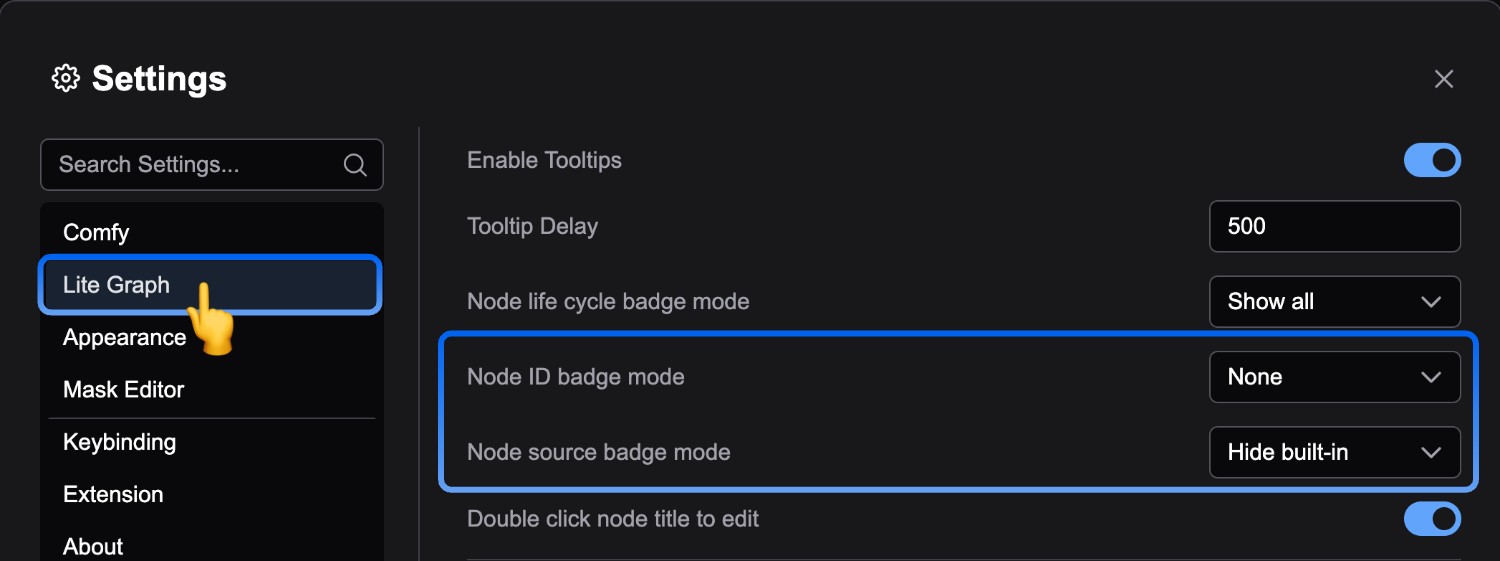 Settings
Search Settings...
Comfy
Lite Graph
Appearance
Mask Editor
Keybinding
Extension
About
Enable Tooltips
Tooltip Delay 500
Node life cycle badge mode Show all
Node ID badge mode None
Node source badge mode Hide built-in
Double click node title to edit